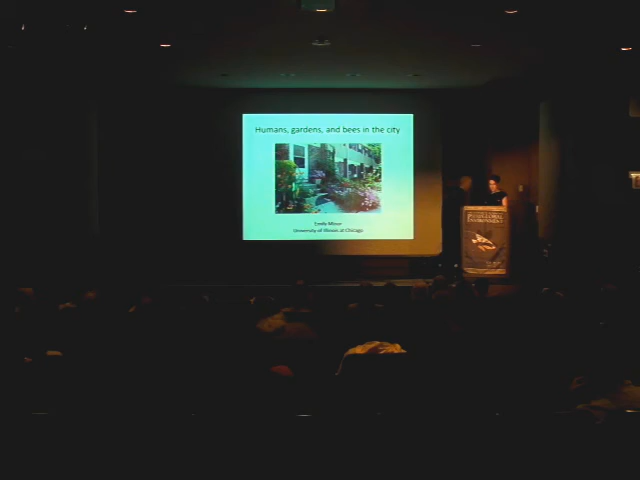 Humans, gardens, and bees in the city
Emily Minor
University of Illinois at Chicago